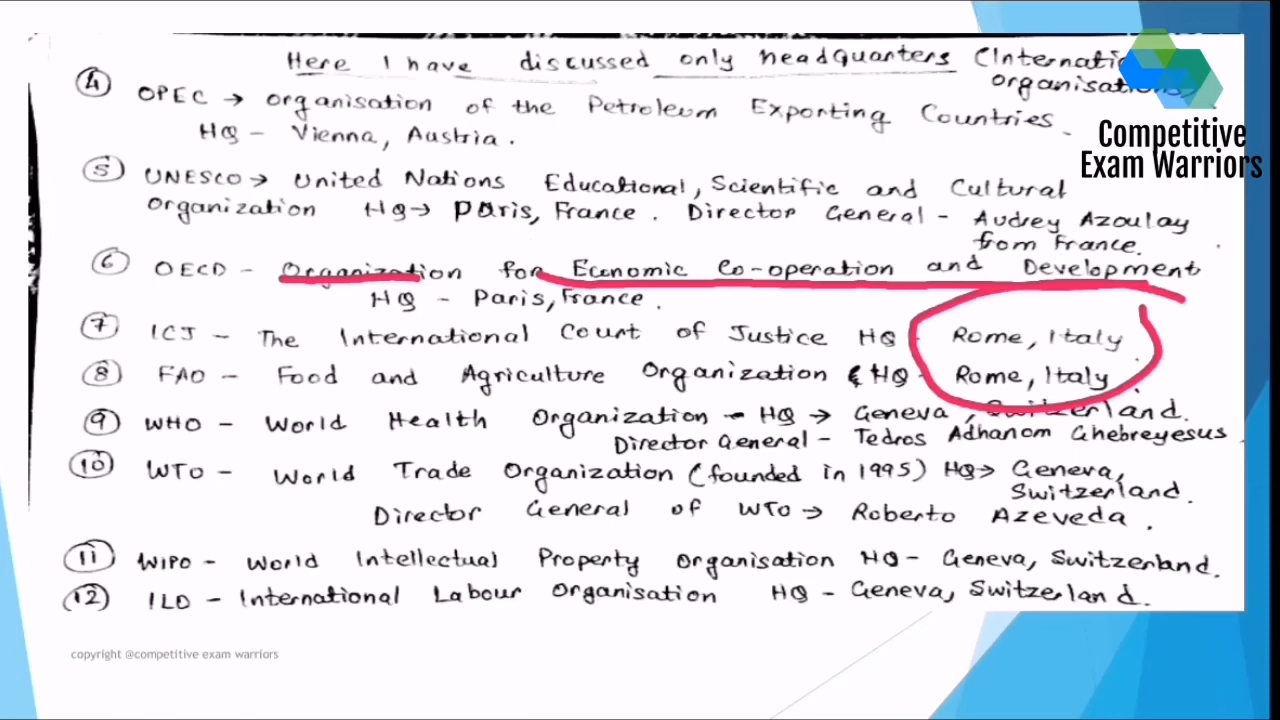 Here I have discussed only headquarters (Internati
organisations
④ OPEC → organisation of the Petroleum Exporting Countries.
HQ - Vienna, Austria.
⑤ UNESCO → United Nations Educational, Scientific and Cultural
Organization HQ → Paris, France. Director General - Audrey Azoulay
from France.
⑥ OECD - Organization for Economic Co-operation and Development
HQ - Paris, France.
⑦ ICJ - The International Court of Justice HQ - Rome, Italy
⑧ FAO - Food and Agriculture Organization HQ - Rome, Italy.
⑨ WHO - World Health Organization - HQ → Geneva, Switzerland.
Director General - Tedros Adhanom Ghebreyesus
⑩ WTO - World Trade Organization (founded in 1995) HQ → Geneva,
Switzerland.
Director General of WTO → Roberto Azeveda.
⑪ WIPO - World Intellectual Property Organisation HQ - Geneva, Switzerland.
⑫ ILO - International Labour Organisation HQ - Geneva, Switzerland.
Competitive
Exam Warriors
copyright @competitive exam warriors